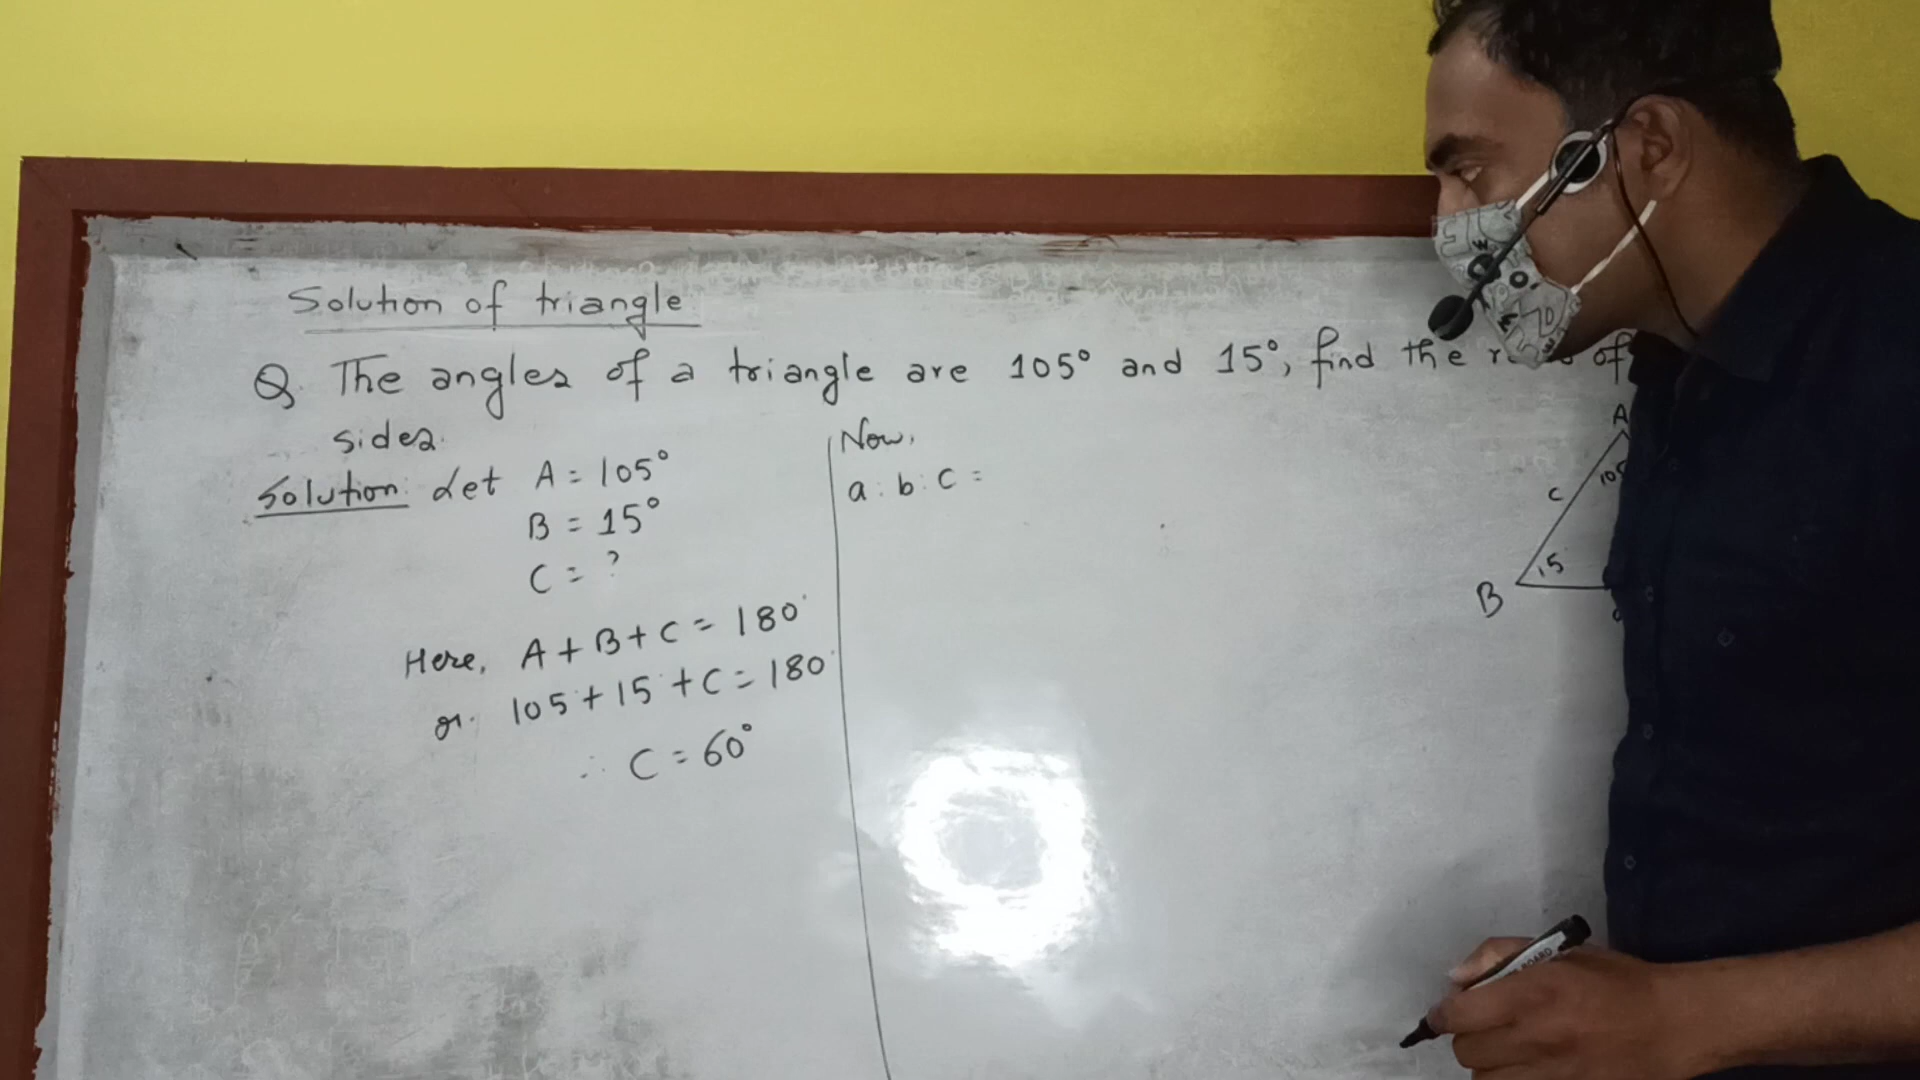 Solution of triangle
Q. The angles of a triangle are 105° and 15°, find the of
sides.
Solution: Let A = 105°
B = 15°
C = ?
Here, A + B + C = 180°
or. 105 + 15 + C = 180°
∴ C = 60°
Now,
a : b : c =
A
105
c
15
B
BOARD